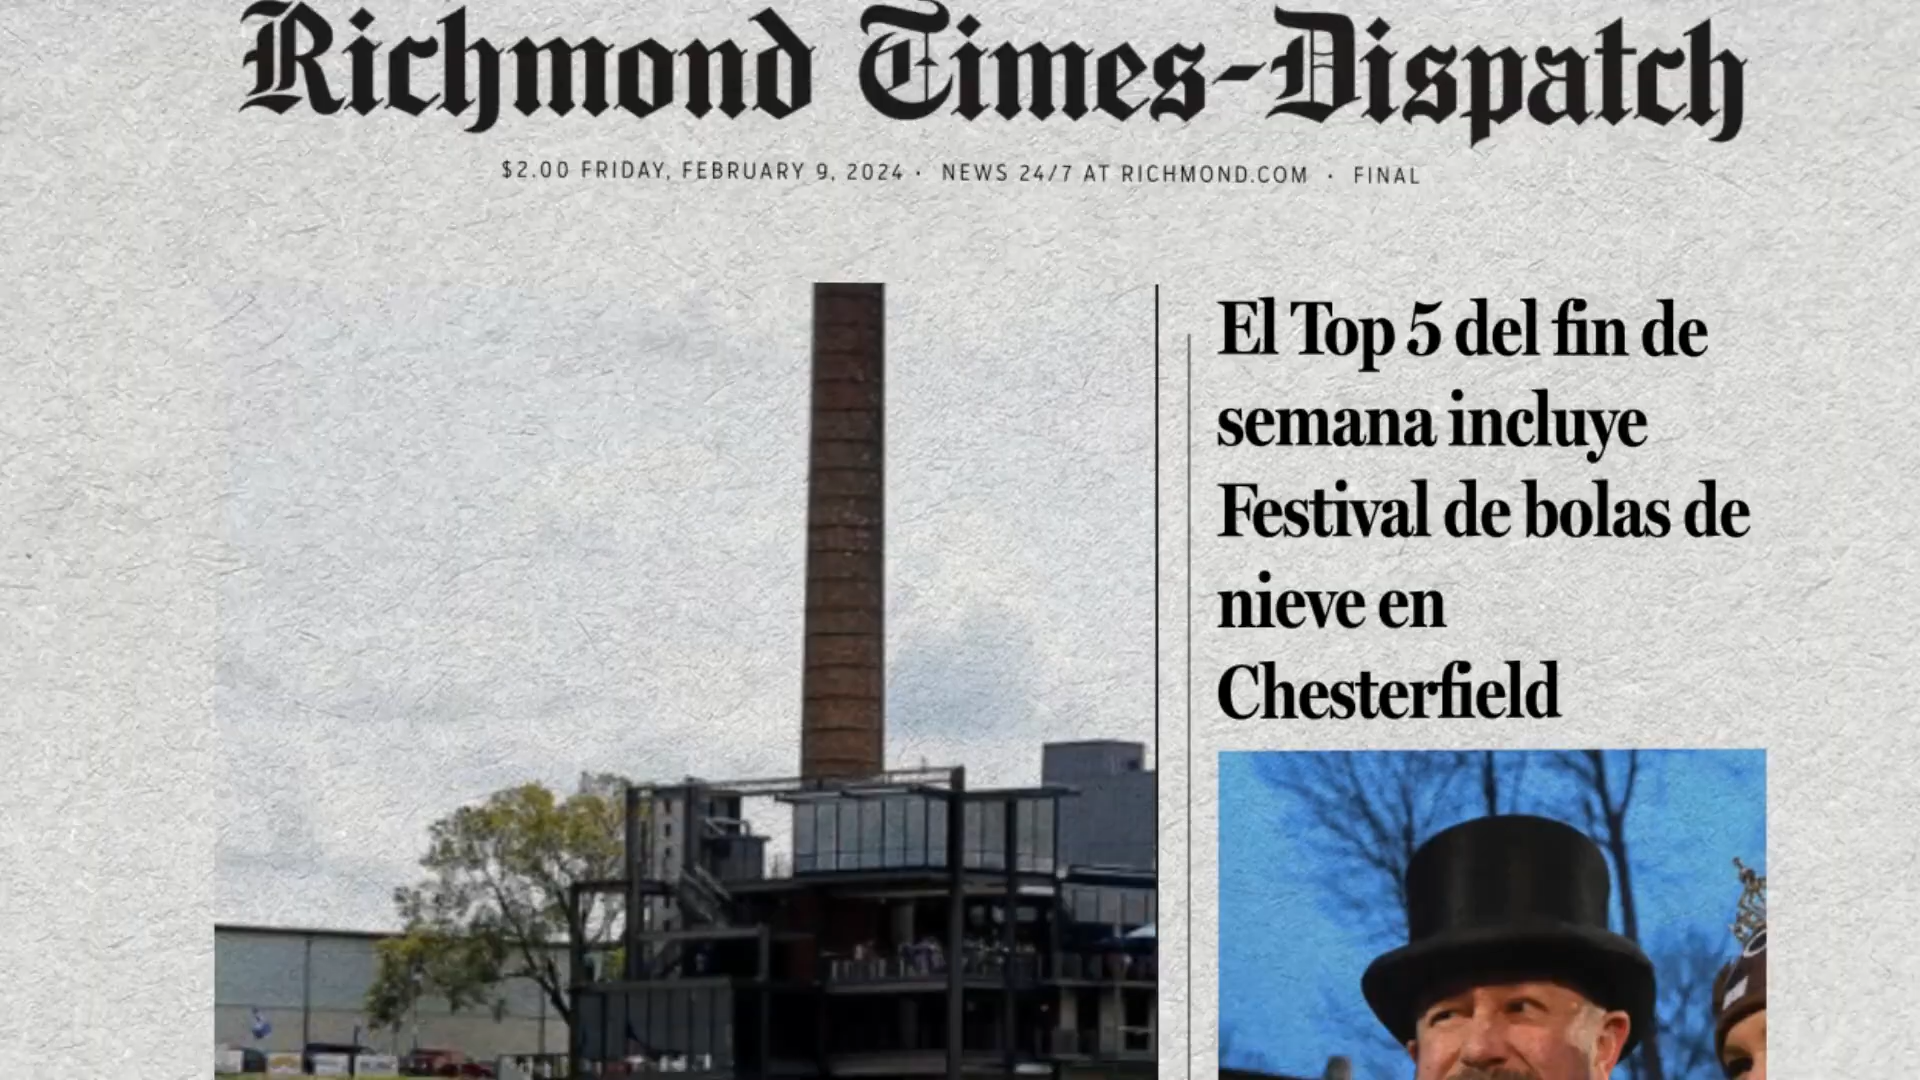 Richmond Times-Dispatch
$2.00 FRIDAY, FEBRUARY 9, 2024 · NEWS 24/7 AT RICHMOND.COM · FINAL
El Top 5 del fin de
semana incluye
Festival de bolas de
nieve en
Chesterfield